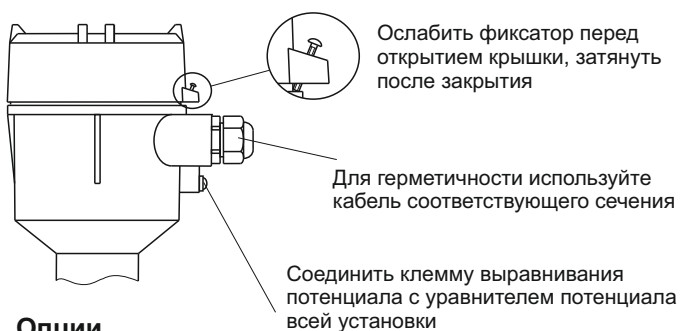 Ослабить фиксатор перед
открытием крышки, затянуть
после закрытия
Для герметичности используйте
кабель соответствующего сечения
Соединить клемму выравнивания
потенциала с уравнителем потенциала
всей установки
Опции